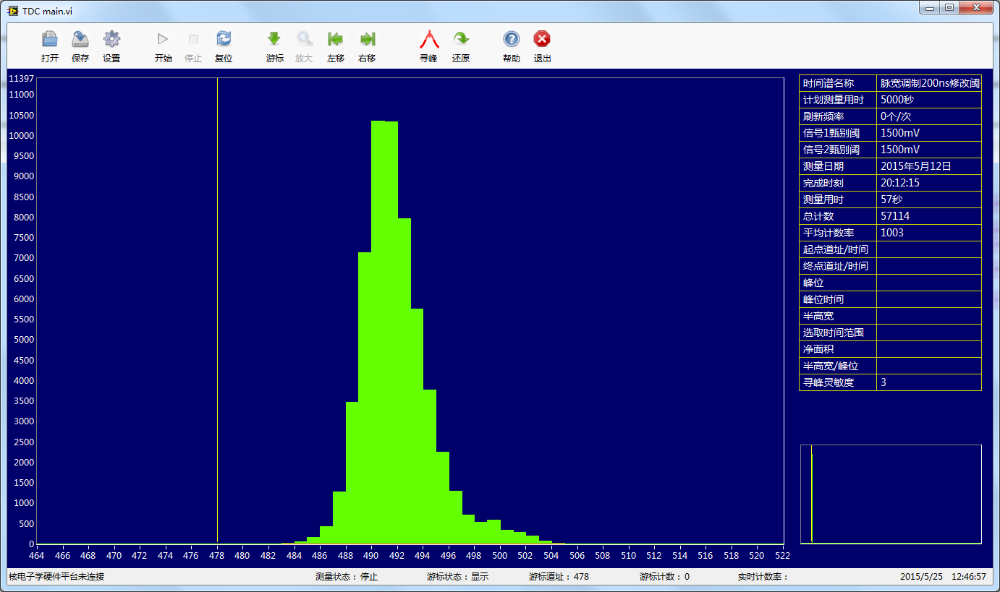 TDC main.vi
打开 保存 设置 开始 停止 复位 游标 放大 左移 右移 寻峰 还原 帮助 退出
11397
11000
10500
10000
9500
9000
8500
8000
7500
7000
6500
6000
5500
5000
4500
4000
3500
3000
2500
2000
1500
1000
500
0
464 466 468 470 472 474 476 478 480 482 484 486 488 490 492 494 496 498 500 502 504 506 508 510 512 514 516 518 520 522
时间谱名称 脉宽调制200ns修改阈
计划测量用时 5000秒
刷新频率 0个/次
信号1甄别阈 1500mV
信号2甄别阈 1500mV
测量日期 2015年5月12日
完成时刻 20:12:15
测量用时 57秒
总计数 57114
平均计数率 1003
起点道址/时间
终点道址/时间
峰位
峰位时间
半高宽
选取时间范围
净面积
半高宽/峰位
寻峰灵敏度 3
核电子学硬件平台未连接 测量状态：停止 游标状态：显示 游标道址：478 游标计数：0 实时计数率： 2015/5/25 12:46:57